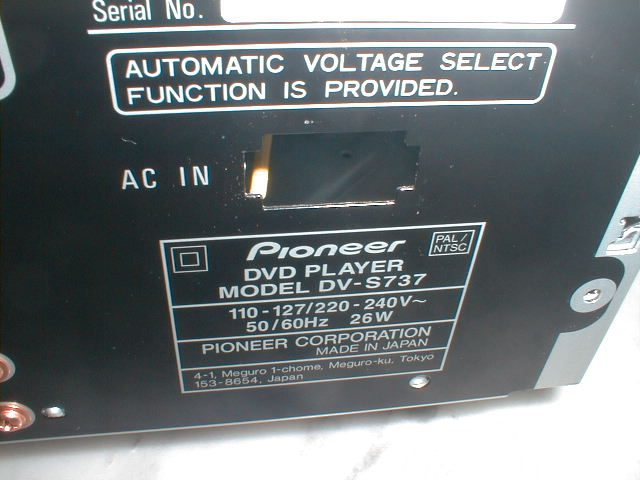 Serial No.
AUTOMATIC VOLTAGE SELECT
FUNCTION IS PROVIDED.
AC IN
Pioneer
PAL/
NTSC
DVD PLAYER
MODEL DV-S737
110-127/220-240V~
50/60Hz 26W
PIONEER CORPORATION
MADE IN JAPAN
4-1, Meguro 1-chome, Meguro-ku, Tokyo
153-8654, Japan